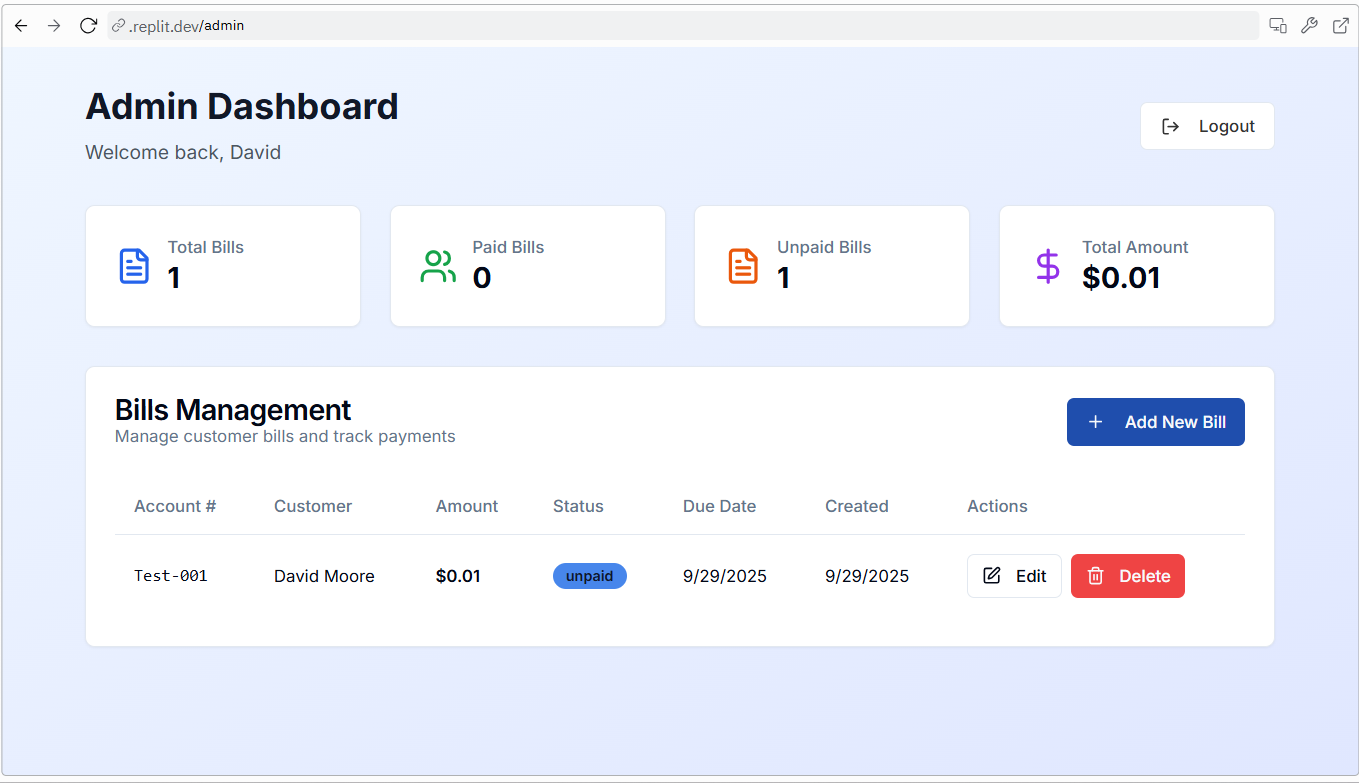 .replit.dev/admin
Admin Dashboard
Welcome back, David
Logout
Total Bills
1
Paid Bills
0
Unpaid Bills
1
Total Amount
$0.01
Bills Management
Manage customer bills and track payments
+ Add New Bill
Account # Customer Amount Status Due Date Created Actions
Test-001 David Moore $0.01 unpaid 9/29/2025 9/29/2025 Edit Delete